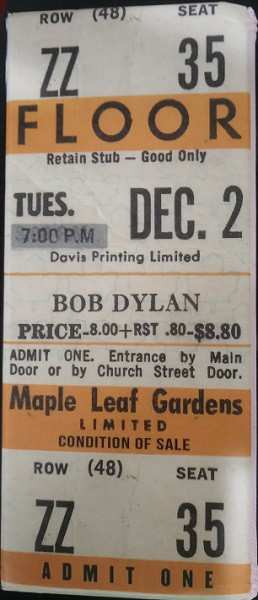 ROW (48) SEAT
ZZ 35
FLOOR
Retain Stub — Good Only
TUES. DEC. 2
7:00 P.M
Davis Printing Limited
BOB DYLAN
PRICE-8.00+RST .80-$8.80
ADMIT ONE. Entrance by Main
Door or by Church Street Door.
Maple Leaf Gardens
LIMITED
CONDITION OF SALE
ROW (48) SEAT
ZZ 35
ADMIT ONE